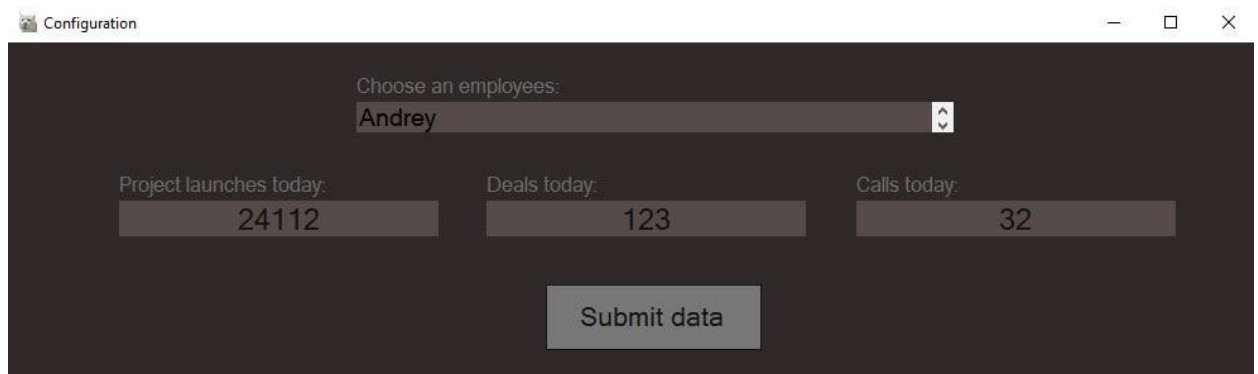 Configuration
Choose an employees:
Andrey
Project launches today: Deals today: Calls today:
24112 123 32
Submit data